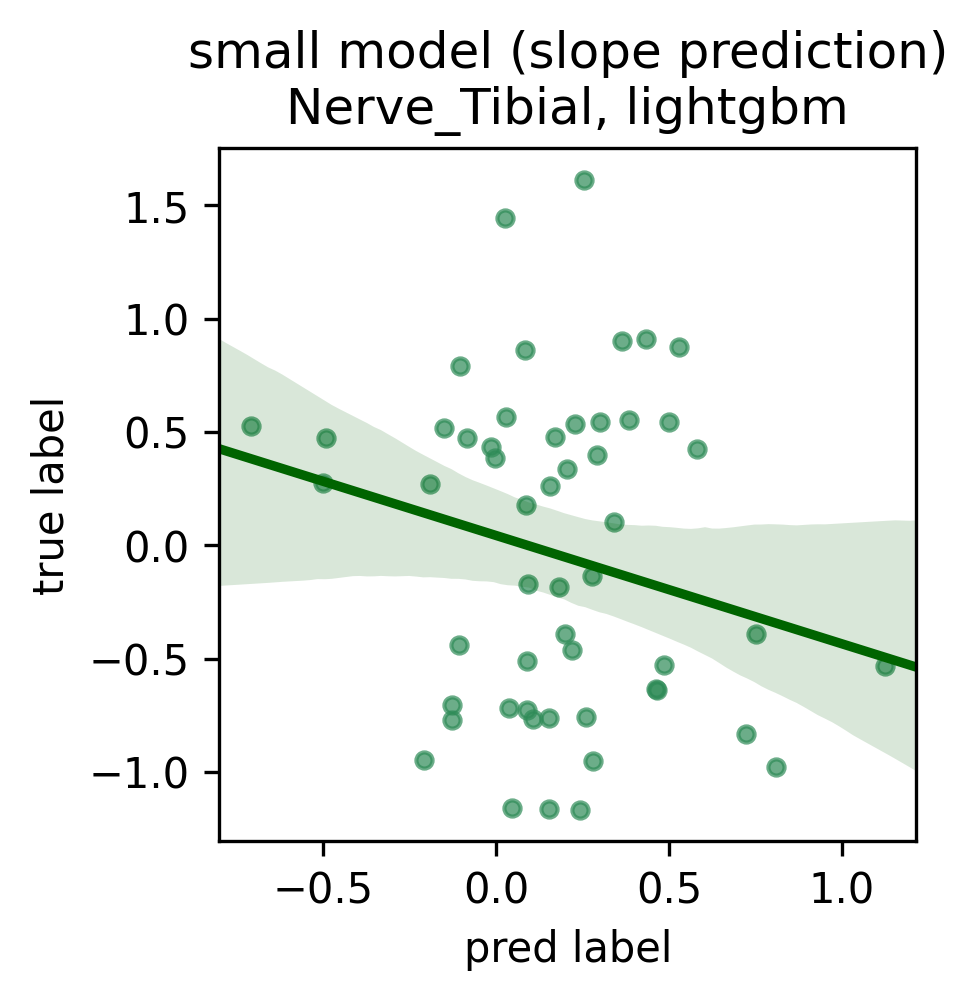 small model (slope prediction)
Nerve_Tibial, lightgbm
1.5
1.0
0.5
0.0
−0.5
−1.0
true label
−0.5 0.0 0.5 1.0
pred label